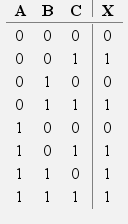 A B C X
0 0 0 0
0 0 1 1
0 1 0 0
0 1 1 1
1 0 0 0
1 0 1 1
1 1 0 1
1 1 1 1